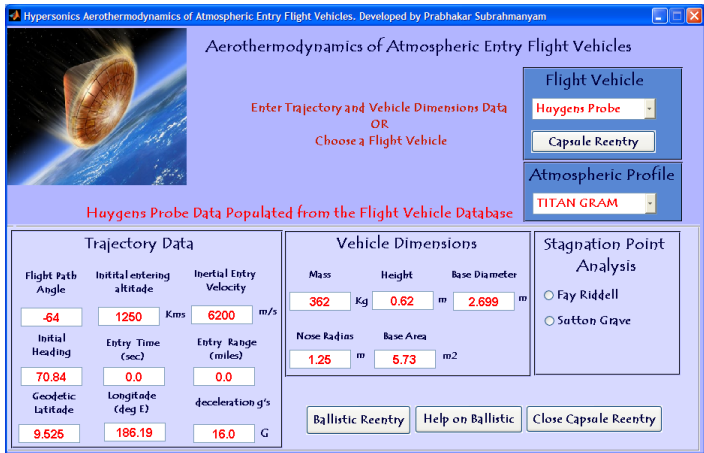 Hypersonics Aerothermodynamics of Atmospheric Entry Flight Vehicles. Developed by Prabhakar Subrahmanyam
Aerothermodynamics of Atmospheric Entry Flight Vehicles
Enter Trajectory and Vehicle Dimensions Data
OR
Choose a Flight Vehicle
Flight Vehicle
Huygens Probe
Capsule Reentry
Atmospheric Profile
TITAN GRAM
Huygens Probe Data Populated from the Flight Vehicle Database
Trajectory Data
Flight Path Angle
-64
Initital entering altitude
1250 Kms
Inertial Entry Velocity
6200 m/s
Initial Heading
70.84
Entry Time (sec)
0.0
Entry Range (miles)
0.0
Geodetic Latitude
9.525
Longitude (deg E)
186.19
deceleration g's
16.0 G
Vehicle Dimensions
Mass
362 Kg
Height
0.62 m
Base Diameter
2.699 m
Nose Radius
1.25 m
Base Area
5.73 m2
Stagnation Point
Analysis
Fay Riddell
Sutton Grave
Ballistic Reentry
Help on Ballistic
Close Capsule Reentry